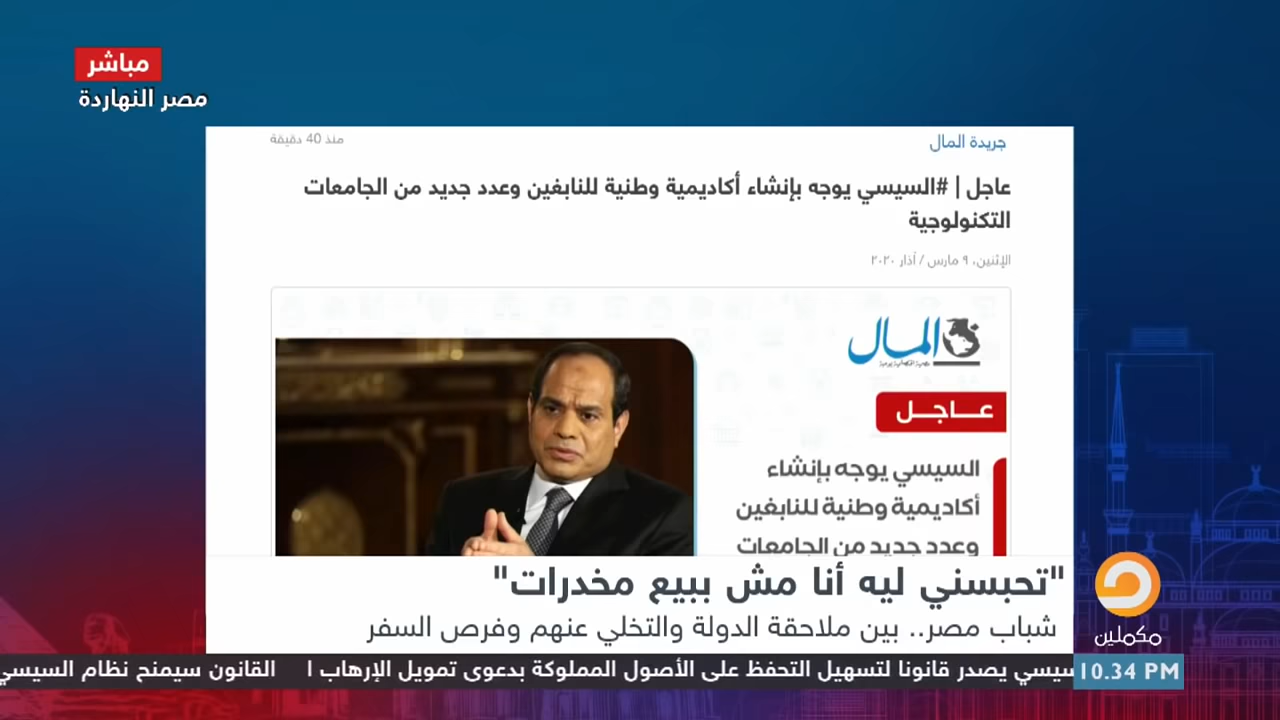 مباشر
مصر النهاردة
جريدة المال
منذ 40 دقيقة
عاجل | #السيسي يوجه بإنشاء أكاديمية وطنية للنابغين وعدد جديد من الجامعات
التكنولوجية
الإثنين، ٩ مارس / آذار ٢٠٢٠
المال
عــاجــل
السيسي يوجه بإنشاء
أكاديمية وطنية للنابغين
وعدد جديد من الجامعات
"تحبسني ليه أنا مش ببيع مخدرات"
شباب مصر.. بين ملاحقة الدولة والتخلي عنهم وفرص السفر
مكملين
سيسي يصدر قانونا لتسهيل التحفظ على الأصول المملوكة بدعوى تمويل الإرهاب ا القانون سيمنح نظام السيسي
10.34 PM